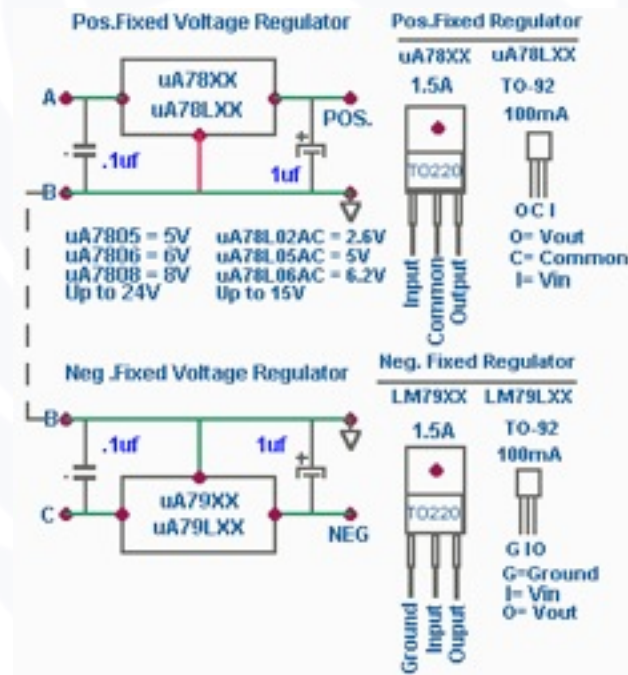 Pos.Fixed Voltage Regulator
uA78XX
uA78LXX
A
POS.
.1uf
1uf
B
uA7805 = 5V
uA7806 = 6V
uA7808 = 8V
Up to 24V
uA78L02AC = 2.6V
uA78L05AC = 5V
uA78L06AC = 6.2V
Up to 15V
Pos.Fixed Regulator
uA78XX
uA78LXX
1.5A
TO-92
100mA
TO220
Input
Common
Output
O C I
O= Vout
C= Common
I= Vin
Neg .Fixed Voltage Regulator
B
.1uf
1uf
+
uA79XX
uA79LXX
C
NEG
Neg. Fixed Regulator
LM79XX
LM79LXX
1.5A
TO-92
100mA
TO220
Ground
Input
Ouput
G I O
G=Ground
I= Vin
O= Vout